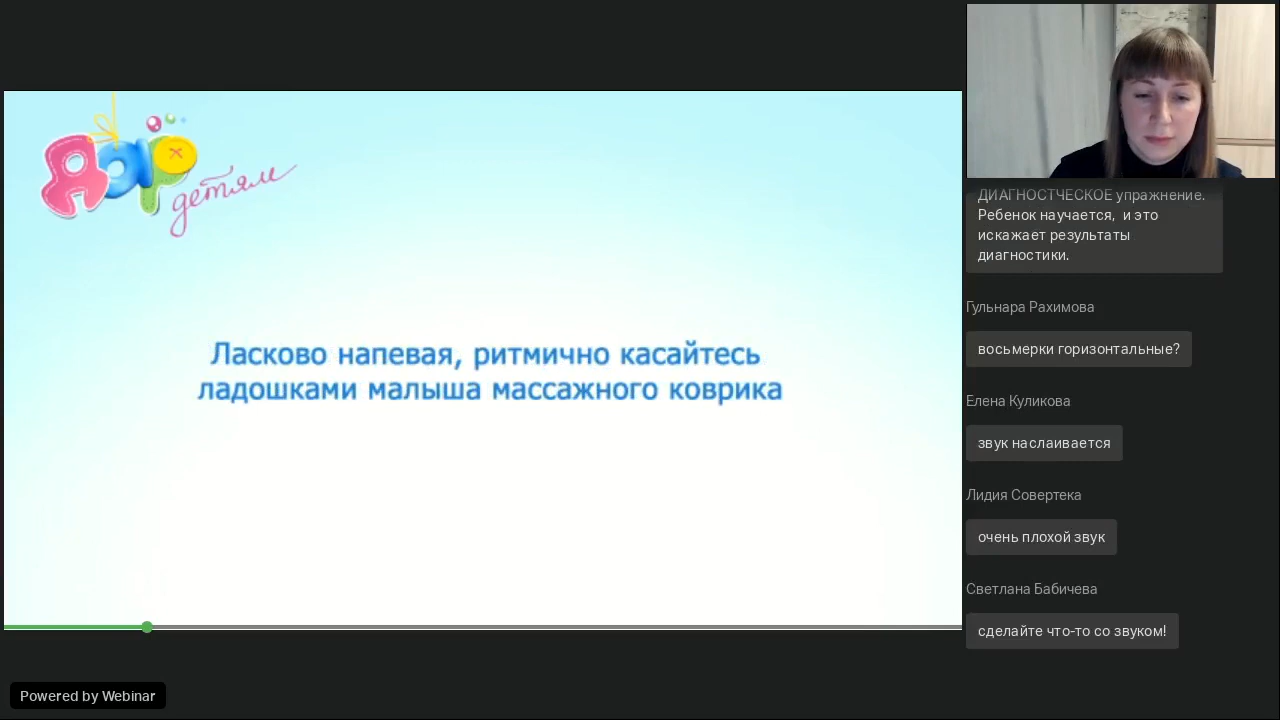 ДАР
детям
Ласково напевая, ритмично касайтесь
ладошками малыша массажного коврика
ДИАГНОСТЧЕСКОЕ упражнение.
Ребенок научается, и это
искажает результаты
диагностики.
Гульнара Рахимова
восьмерки горизонтальные?
Елена Куликова
звук наслаивается
Лидия Совертека
очень плохой звук
Светлана Бабичева
сделайте что-то со звуком!
Powered by Webinar